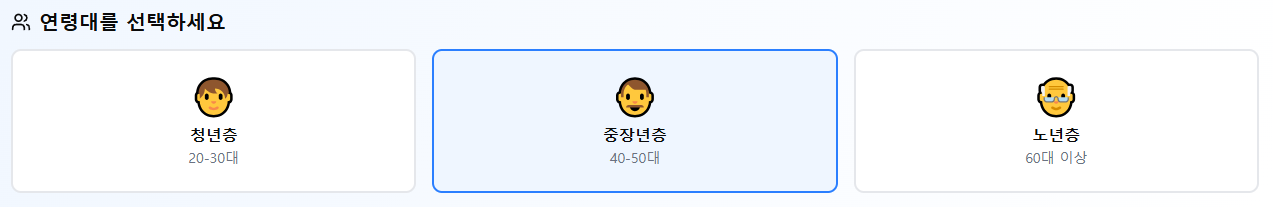 연령대를 선택하세요
청년층
20-30대
중장년층
40-50대
노년층
60대 이상